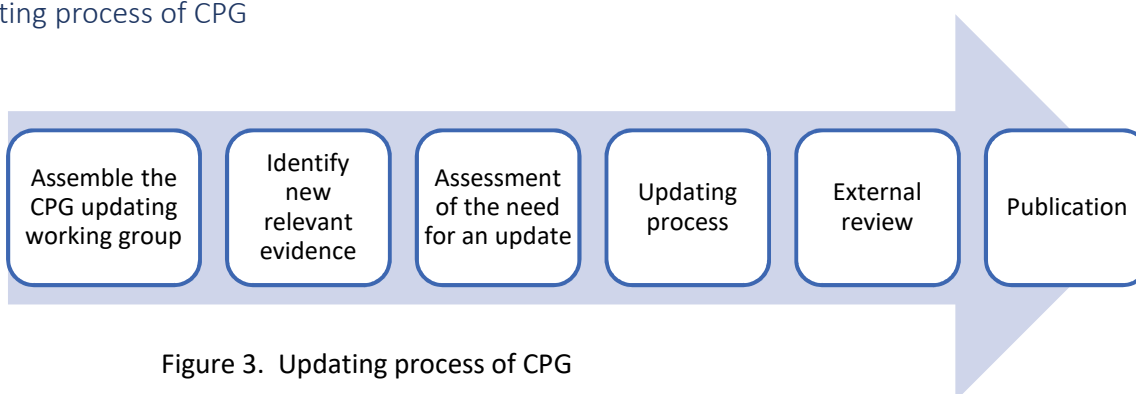 ting process of CPG
Assemble the
CPG updating
working group
Identify
new
relevant
evidence
Assessment
of the need
for an update
Updating
process
External
review
Publication
Figure 3. Updating process of CPG